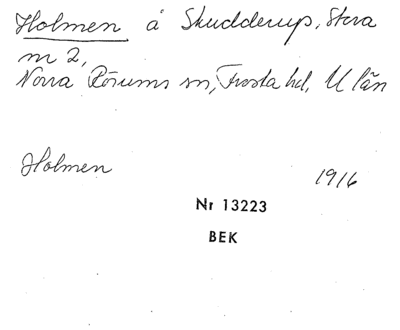 Holmen å Skudderup, Stora
nr 2,
Norra Rörums sn, Frosta hd, M län
Holmen 1916
Nr 13223
BEK